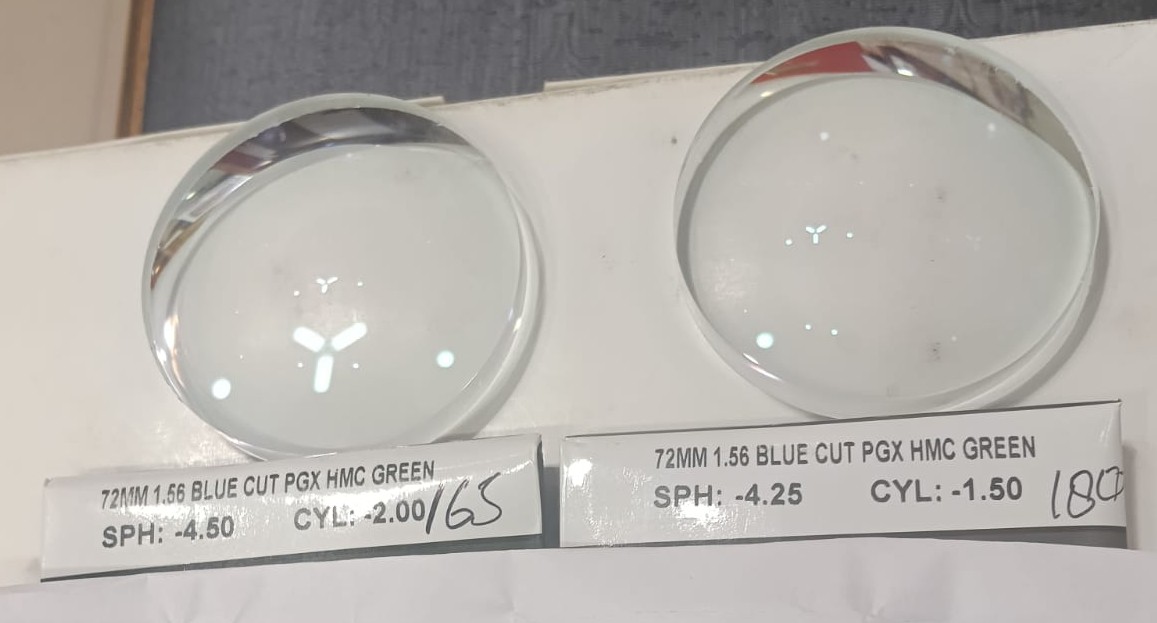 72MM 1.56 BLUE CUT PGX HMC GREEN
SPH: -4.50 CYL: -2.00/165
72MM 1.56 BLUE CUT PGX HMC GREEN
SPH: -4.25 CYL: -1.50 180